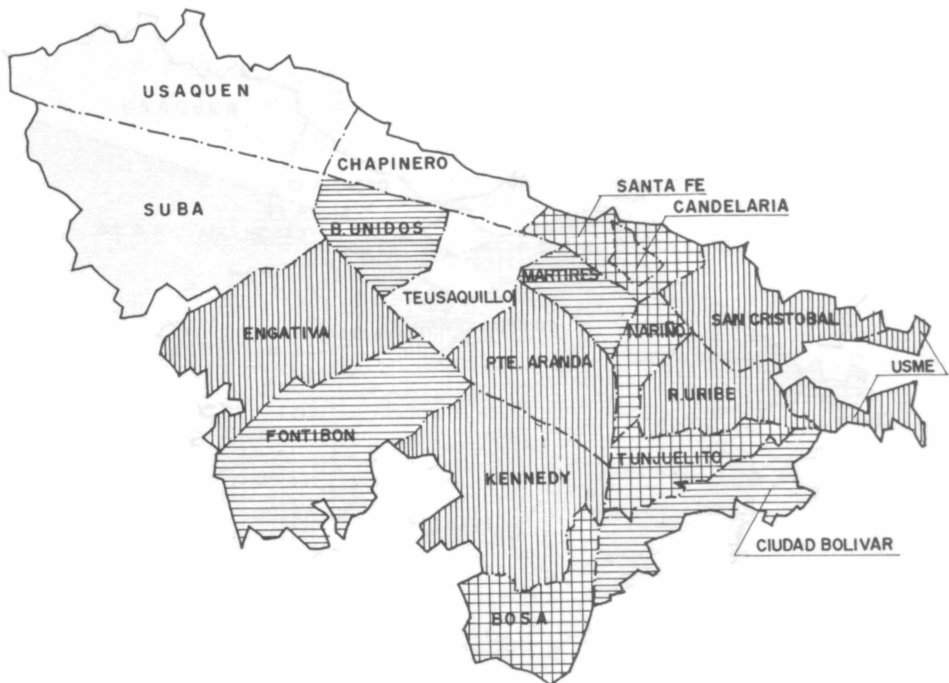 USAQUEN
CHAPINERO
SANTA FE
CANDELARIA
SUBA
B. UNIDOS
MARTIRES
TEUSAQUILLO
NARIÑO
SAN CRISTOBAL
ENGATIVA
PTE. ARANDA
USME
R. URIBE
FONTIBON
TUNJUELITO
KENNEDY
CIUDAD BOLIVAR
BOSA